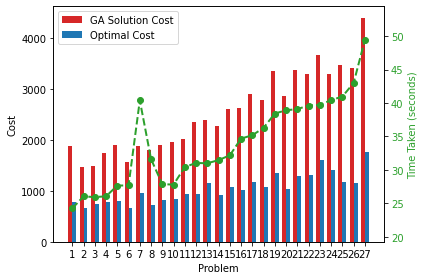 GA Solution Cost
Optimal Cost
Cost
4000
3000
2000
1000
0
Time Taken (seconds)
50
45
40
35
30
25
20
1 2 3 4 5 6 7 8 9 10 11 12 13 14 15 16 17 18 19 20 21 22 23 24 25 26 27
Problem